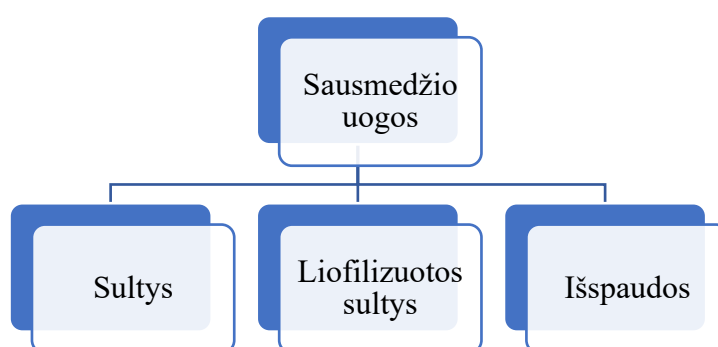 Sausmedžio
uogos
Sultys
Liofilizuotos
sultys
Išspaudos